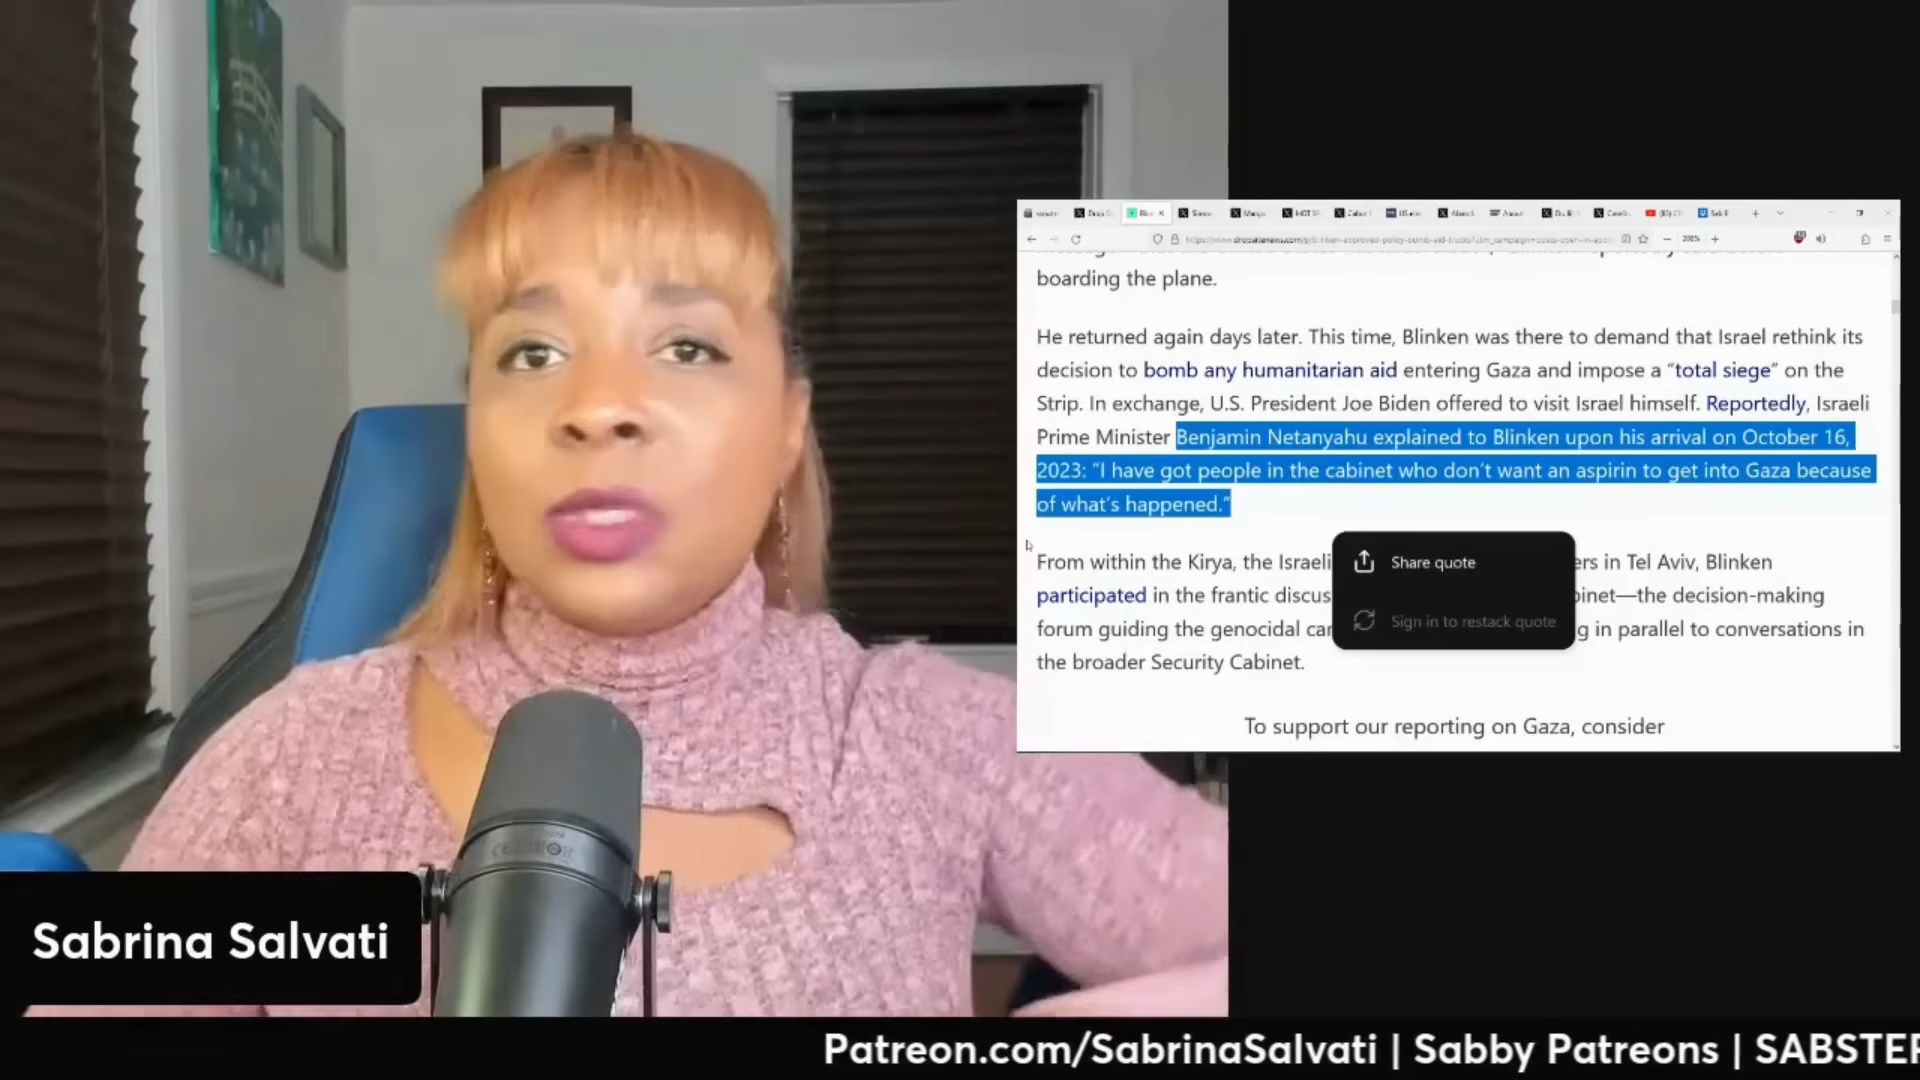 boarding the plane.
He returned again days later. This time, Blinken was there to demand that Israel rethink its
decision to bomb any humanitarian aid entering Gaza and impose a “total siege” on the
Strip. In exchange, U.S. President Joe Biden offered to visit Israel himself. Reportedly, Israeli
Prime Minister Benjamin Netanyahu explained to Blinken upon his arrival on October 16,
2023: “I have got people in the cabinet who don’t want an aspirin to get into Gaza because
of what’s happened.”
From within the Kirya, the Israeli ers in Tel Aviv, Blinken
participated in the frantic discus binet—the decision-making
forum guiding the genocidal car g in parallel to conversations in
the broader Security Cabinet.
Share quote
Sign in to restack quote
To support our reporting on Gaza, consider
Sabrina Salvati
Patreon.com/SabrinaSalvati | Sabby Patreons | SABSTE